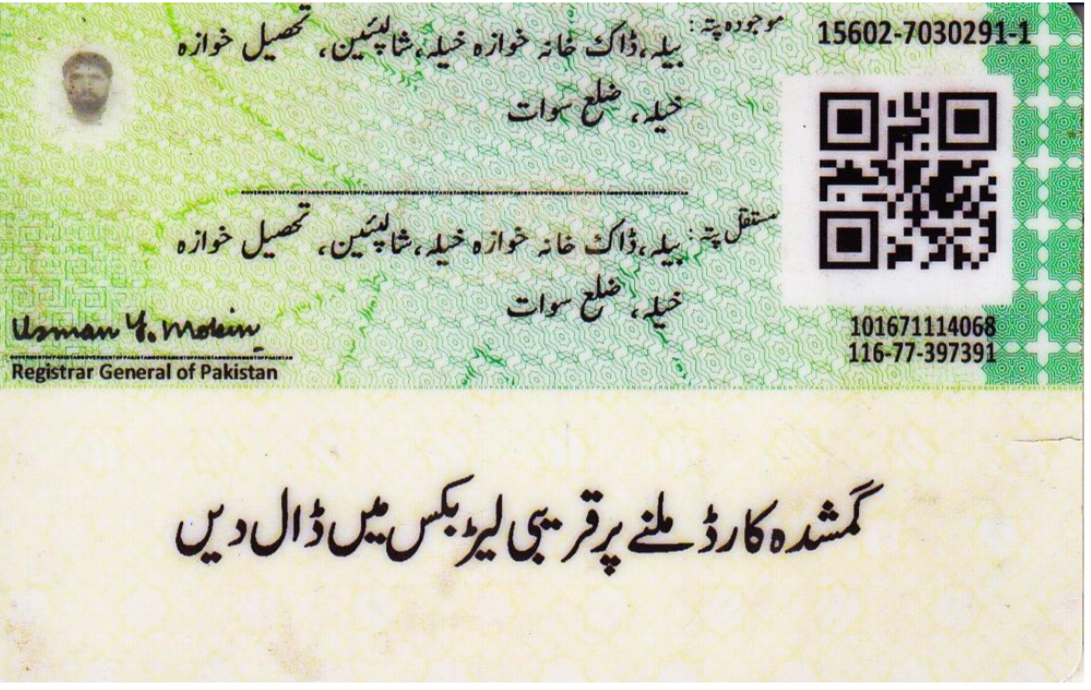 موجودہ پتہ: بیلہ، ڈاک خانہ خوازہ خیلہ، شالپئین، تحصیل خوازہ
خیلہ، ضلع سوات
15602-7030291-1
مستقل پتہ: بیلہ، ڈاک خانہ خوازہ خیلہ، شالپئین، تحصیل خوازہ
خیلہ، ضلع سوات
Usman Y. Mobin
Registrar General of Pakistan
101671114068
116-77-397391
گمشدہ کارڈ ملنے پر قریبی لیٹر بکس میں ڈال دیں